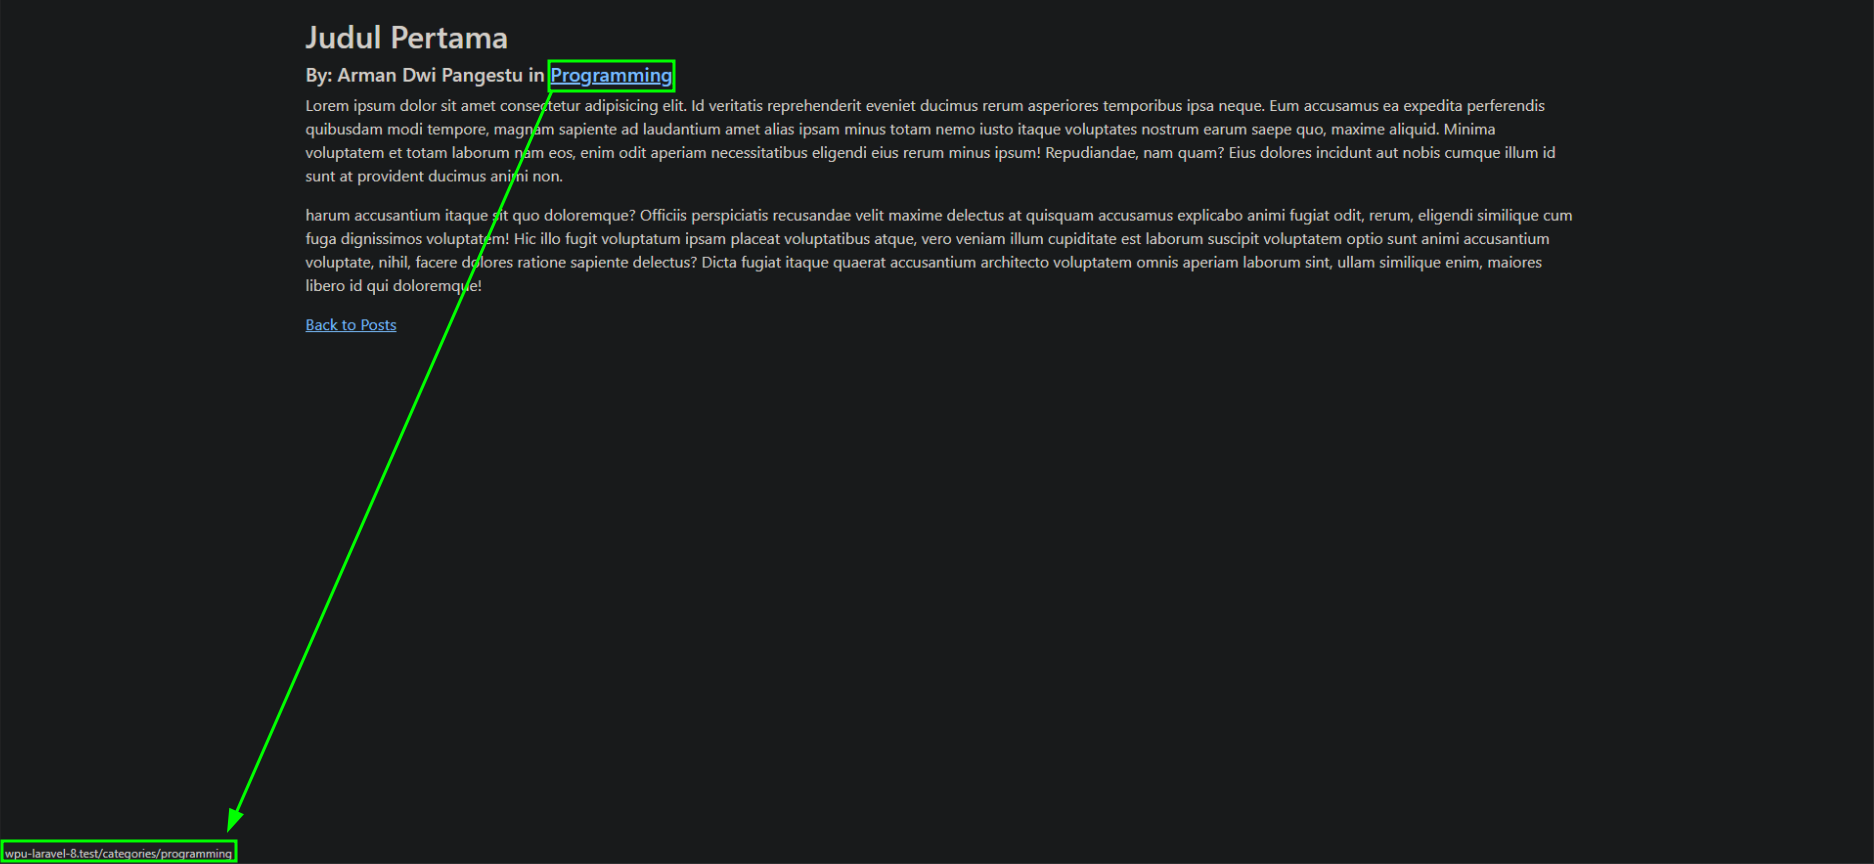 Judul Pertama
By: Arman Dwi Pangestu in Programming
Lorem ipsum dolor sit amet consectetur adipisicing elit. Id veritatis reprehenderit eveniet ducimus rerum asperiores temporibus ipsa neque. Eum accusamus ea expedita perferendis
quibusdam modi tempore, magnam sapiente ad laudantium amet alias ipsam minus totam nemo iusto itaque voluptates nostrum earum saepe quo, maxime aliquid. Minima
voluptatem et totam laborum nam eos, enim odit aperiam necessitatibus eligendi eius rerum minus ipsum! Repudiandae, nam quam? Eius dolores incidunt aut nobis cumque illum id
sunt at provident ducimus animi non.
harum accusantium itaque sit quo doloremque? Officiis perspiciatis recusandae velit maxime delectus at quisquam accusamus explicabo animi fugiat odit, rerum, eligendi similique cum
fuga dignissimos voluptatem! Hic illo fugit voluptatum ipsam placeat voluptatibus atque, vero veniam illum cupiditate est laborum suscipit voluptatem optio sunt animi accusantium
voluptate, nihil, facere dolores ratione sapiente delectus? Dicta fugiat itaque quaerat accusantium architecto voluptatem omnis aperiam laborum sint, ullam similique enim, maiores
libero id qui doloremque!
Back to Posts
wpu-laravel-8.test/categories/programming